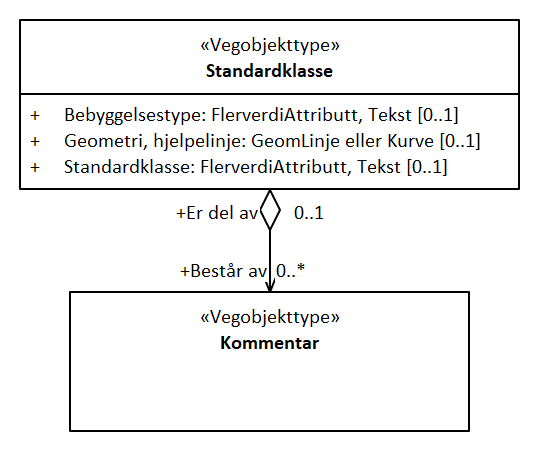 «Vegobjekttype»
Standardklasse
+ Bebyggelsestype: FlerverdiAttributt, Tekst [0..1]
+ Geometri, hjelpelinje: GeomLinje eller Kurve [0..1]
+ Standardklasse: FlerverdiAttributt, Tekst [0..1]
+Er del av 0..1
+Består av 0..*
«Vegobjekttype»
Kommentar